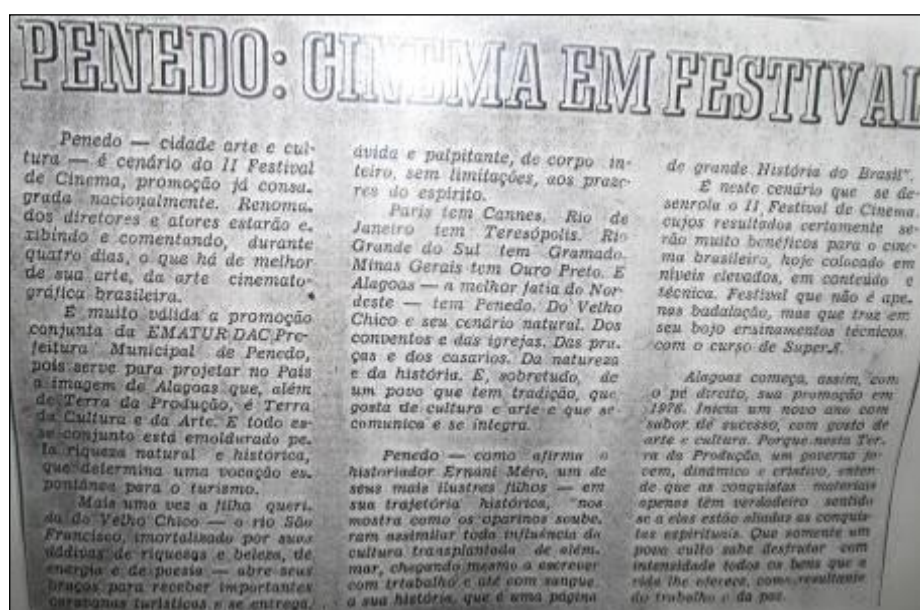 PENEDO: CINEMA EM FESTIVAL
Penedo — cidade arte e cul-
tura — é cenário do II Festival
de Cinema, promoção já consa-
grada nacionalmente. Renoma-
dos diretores e atores estarão e-
xibindo e comentando, durante
quatro dias, o que há de melhor
de sua arte, da arte cinemato-
gráfica brasileira.
E muito válida a promoção
conjunta da EMATUR-DAC-Pre-
feitura Municipal de Penedo,
pois serve para projetar no País
a imagem de Alagoas que, além
de Terra da Produção, é Terra
da Cultura e da Arte. E todo es-
se conjunto está emoldurado pe-
la riqueza natural e histórica,
que determina uma vocação es-
pontânea para o turismo.
Mais uma vez a filha queri-
da do Velho Chico — o rio São
Francisco, imortalizado por suas
dádivas de riquezas e beleza, de
energia e de poesia — abre seus
braços para receber importantes
caravanas turísticas e se entrega,
ávida e palpitante, de corpo in-
teiro, sem limitações, aos praze-
res do espírito.
Paris tem Cannes. Rio de
Janeiro tem Teresópolis. Rio
Grande do Sul tem Gramado.
Minas Gerais tem Ouro Preto. E
Alagoas — a melhor fatia do Nor-
deste — tem Penedo. Do Velho
Chico e seu cenário natural. Dos
conventos e das igrejas. Das pra-
ças e dos casarios. Da natureza
e da história. E, sobretudo, de
um povo que tem tradição, que
gosta de cultura e arte e que se
comunica e se integra.
Penedo — como afirma o
historiador Ernani Méro, um de
seus mais ilustres filhos — em
sua trajetória histórica, "nos
mostra como os oparinos soube-
ram assimilar toda influência da
cultura transplantada de além-
mar, chegando mesmo a escrever
com trtabalho e até com sangue
a sua história, que é uma página
de grande História do Brasil".
E neste cenário que se de
senrola o II Festival de Cinema
cujos resultados certamente se-
rão muito benéficos para o cine-
ma brasileiro, hoje colocado em
níveis elevados, em conteúdo e
técnica. Festival que não é ape-
nas badalação, mas que traz em
seu bojo ensinamentos técnicos
com o curso de Super-8.
Alagoas começa, assim, com
o pé direito, sua promoção em
1976. Inicia um novo ano com
sabor de sucesso, com gosto de
arte e cultura. Porque nesta Ter-
ra da Produção, um governo jo-
vem, dinâmico e criativo, enten-
de que as conquistas materiais
apenas têm verdadeiro sentido
se a elas estão aliadas as conquis-
tas espirituais. Que somente um
povo culto sabe desfrutar com
intensidade todos os bens que a
vida lhe oferece, como resultante
do trabalho e da paz.